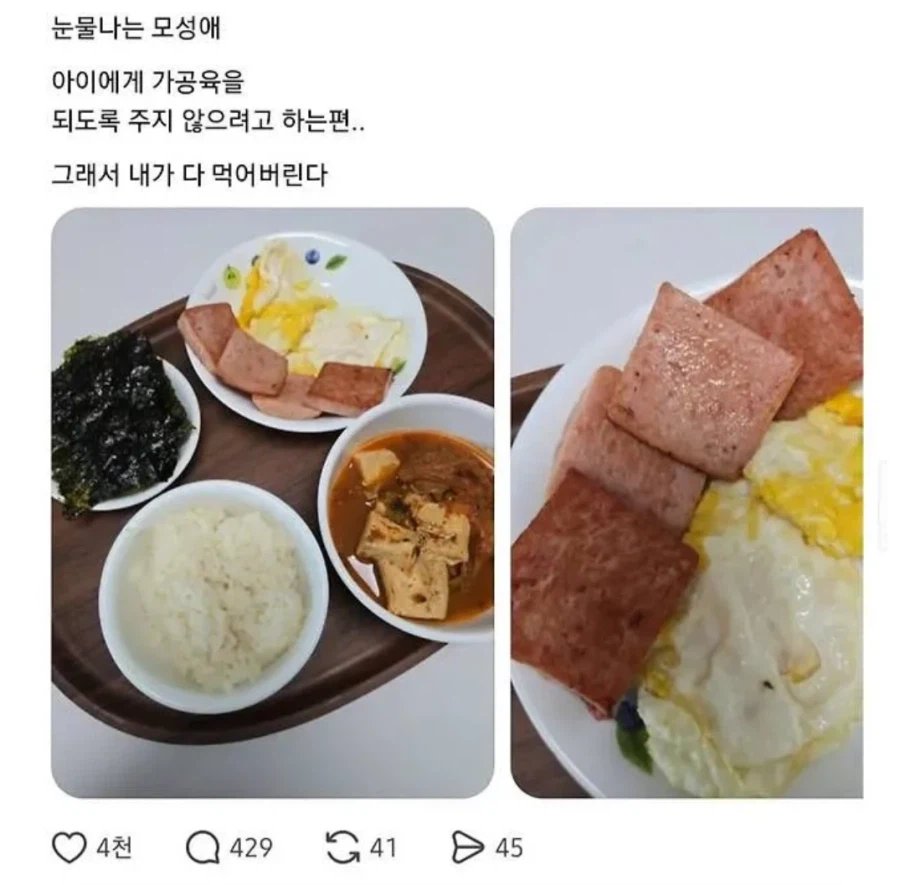 눈물나는 모성애
아이에게 가공육을
되도록 주지 않으려고 하는편..
그래서 내가 다 먹어버린다
4천 429 41 45